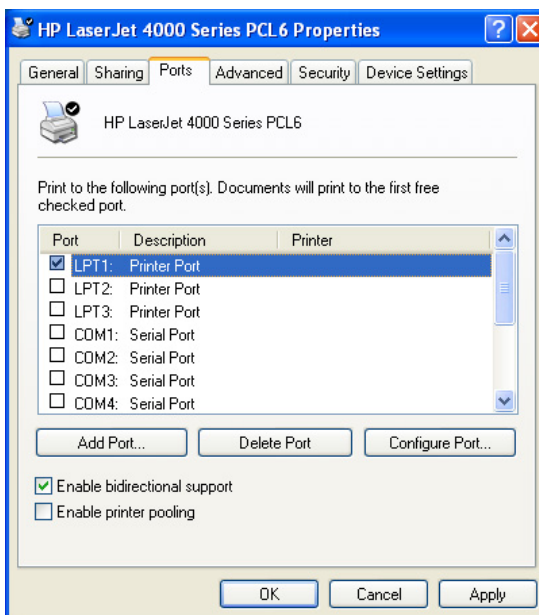 HP LaserJet 4000 Series PCL6 Properties
General Sharing Ports Advanced Security Device Settings
HP LaserJet 4000 Series PCL6
Print to the following port(s). Documents will print to the first free
checked port.
Port Description Printer
LPT1: Printer Port
LPT2: Printer Port
LPT3: Printer Port
COM1: Serial Port
COM2: Serial Port
COM3: Serial Port
COM4: Serial Port
Add Port... Delete Port Configure Port...
Enable bidirectional support
Enable printer pooling
OK Cancel Apply